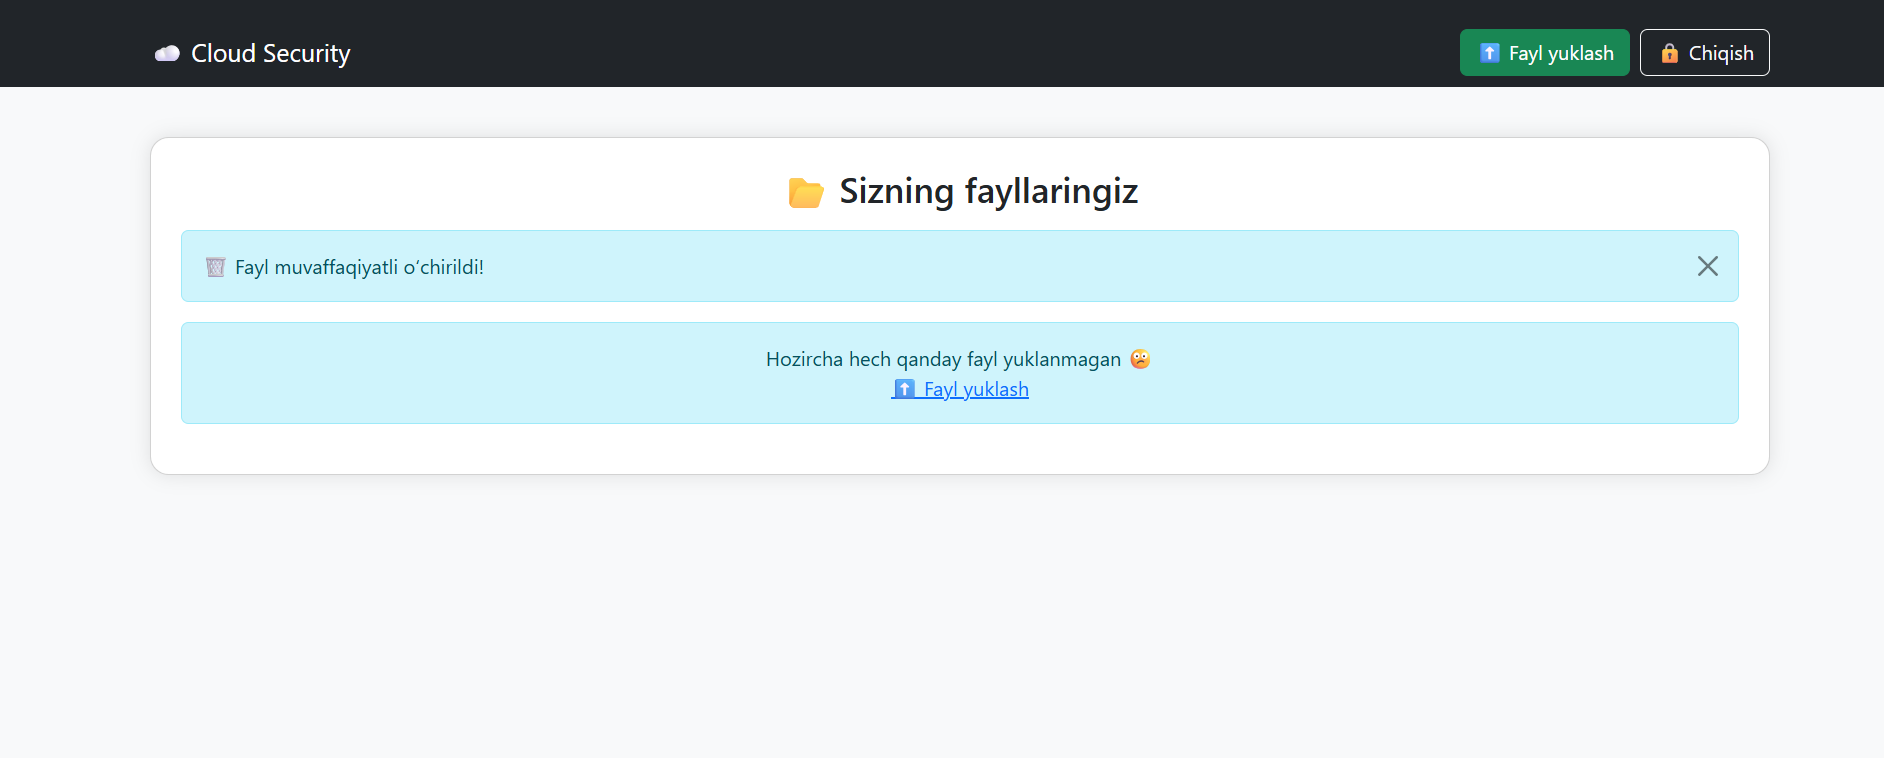 Cloud Security
Fayl yuklash
Chiqish
Sizning fayllaringiz
Fayl muvaffaqiyatli o‘chirildi!
Hozircha hech qanday fayl yuklanmagan
Fayl yuklash